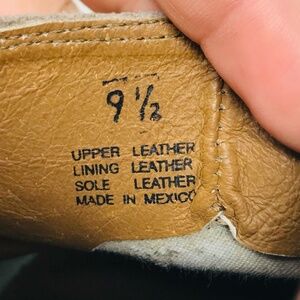 9 1/2
UPPER LEATHER
LINING LEATHER
SOLE LEATHER
MADE IN MEXICO